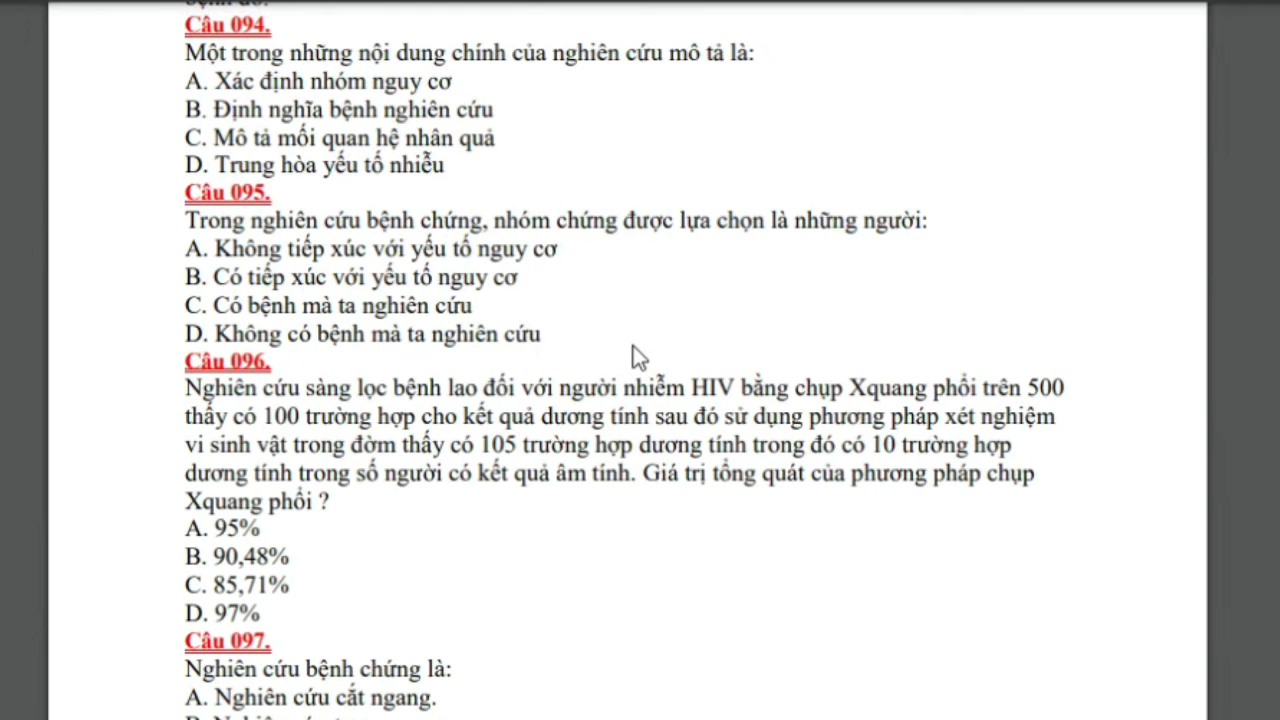 Câu 094.
Một trong những nội dung chính của nghiên cứu mô tả là:
A. Xác định nhóm nguy cơ
B. Định nghĩa bệnh nghiên cứu
C. Mô tả mối quan hệ nhân quả
D. Trung hòa yếu tố nhiễu
Câu 095.
Trong nghiên cứu bệnh chứng, nhóm chứng được lựa chọn là những người:
A. Không tiếp xúc với yếu tố nguy cơ
B. Có tiếp xúc với yếu tố nguy cơ
C. Có bệnh mà ta nghiên cứu
D. Không có bệnh mà ta nghiên cứu
Câu 096.
Nghiên cứu sàng lọc bệnh lao đối với người nhiễm HIV bằng chụp Xquang phổi trên 500
thấy có 100 trường hợp cho kết quả dương tính sau đó sử dụng phương pháp xét nghiệm
vi sinh vật trong đờm thấy có 105 trường hợp dương tính trong đó có 10 trường hợp
dương tính trong số người có kết quả âm tính. Giá trị tổng quát của phương pháp chụp
Xquang phổi ?
A. 95%
B. 90,48%
C. 85,71%
D. 97%
Câu 097.
Nghiên cứu bệnh chứng là:
A. Nghiên cứu cắt ngang.